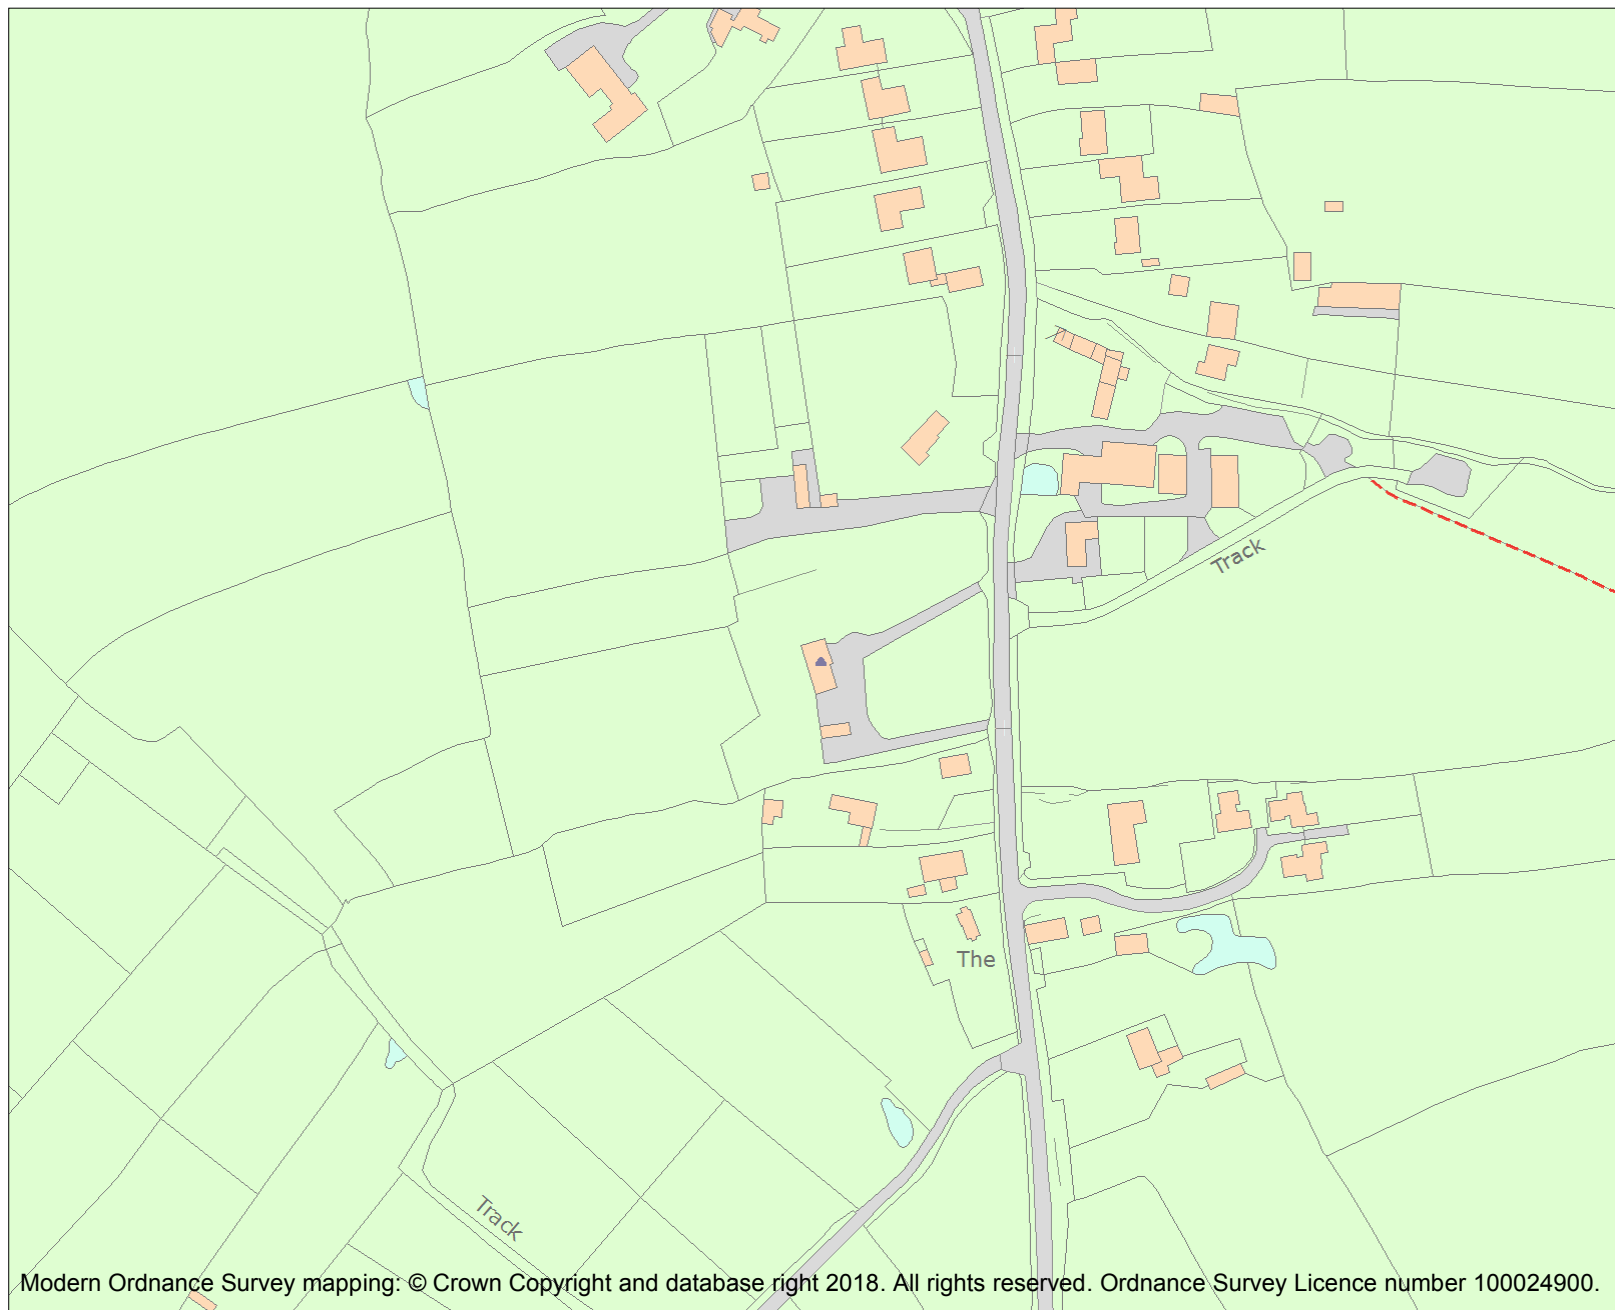 Track
The
Track
Modern Ordnance Survey mapping: © Crown Copyright and database right 2018. All rights reserved. Ordnance Survey Licence number 100024900.